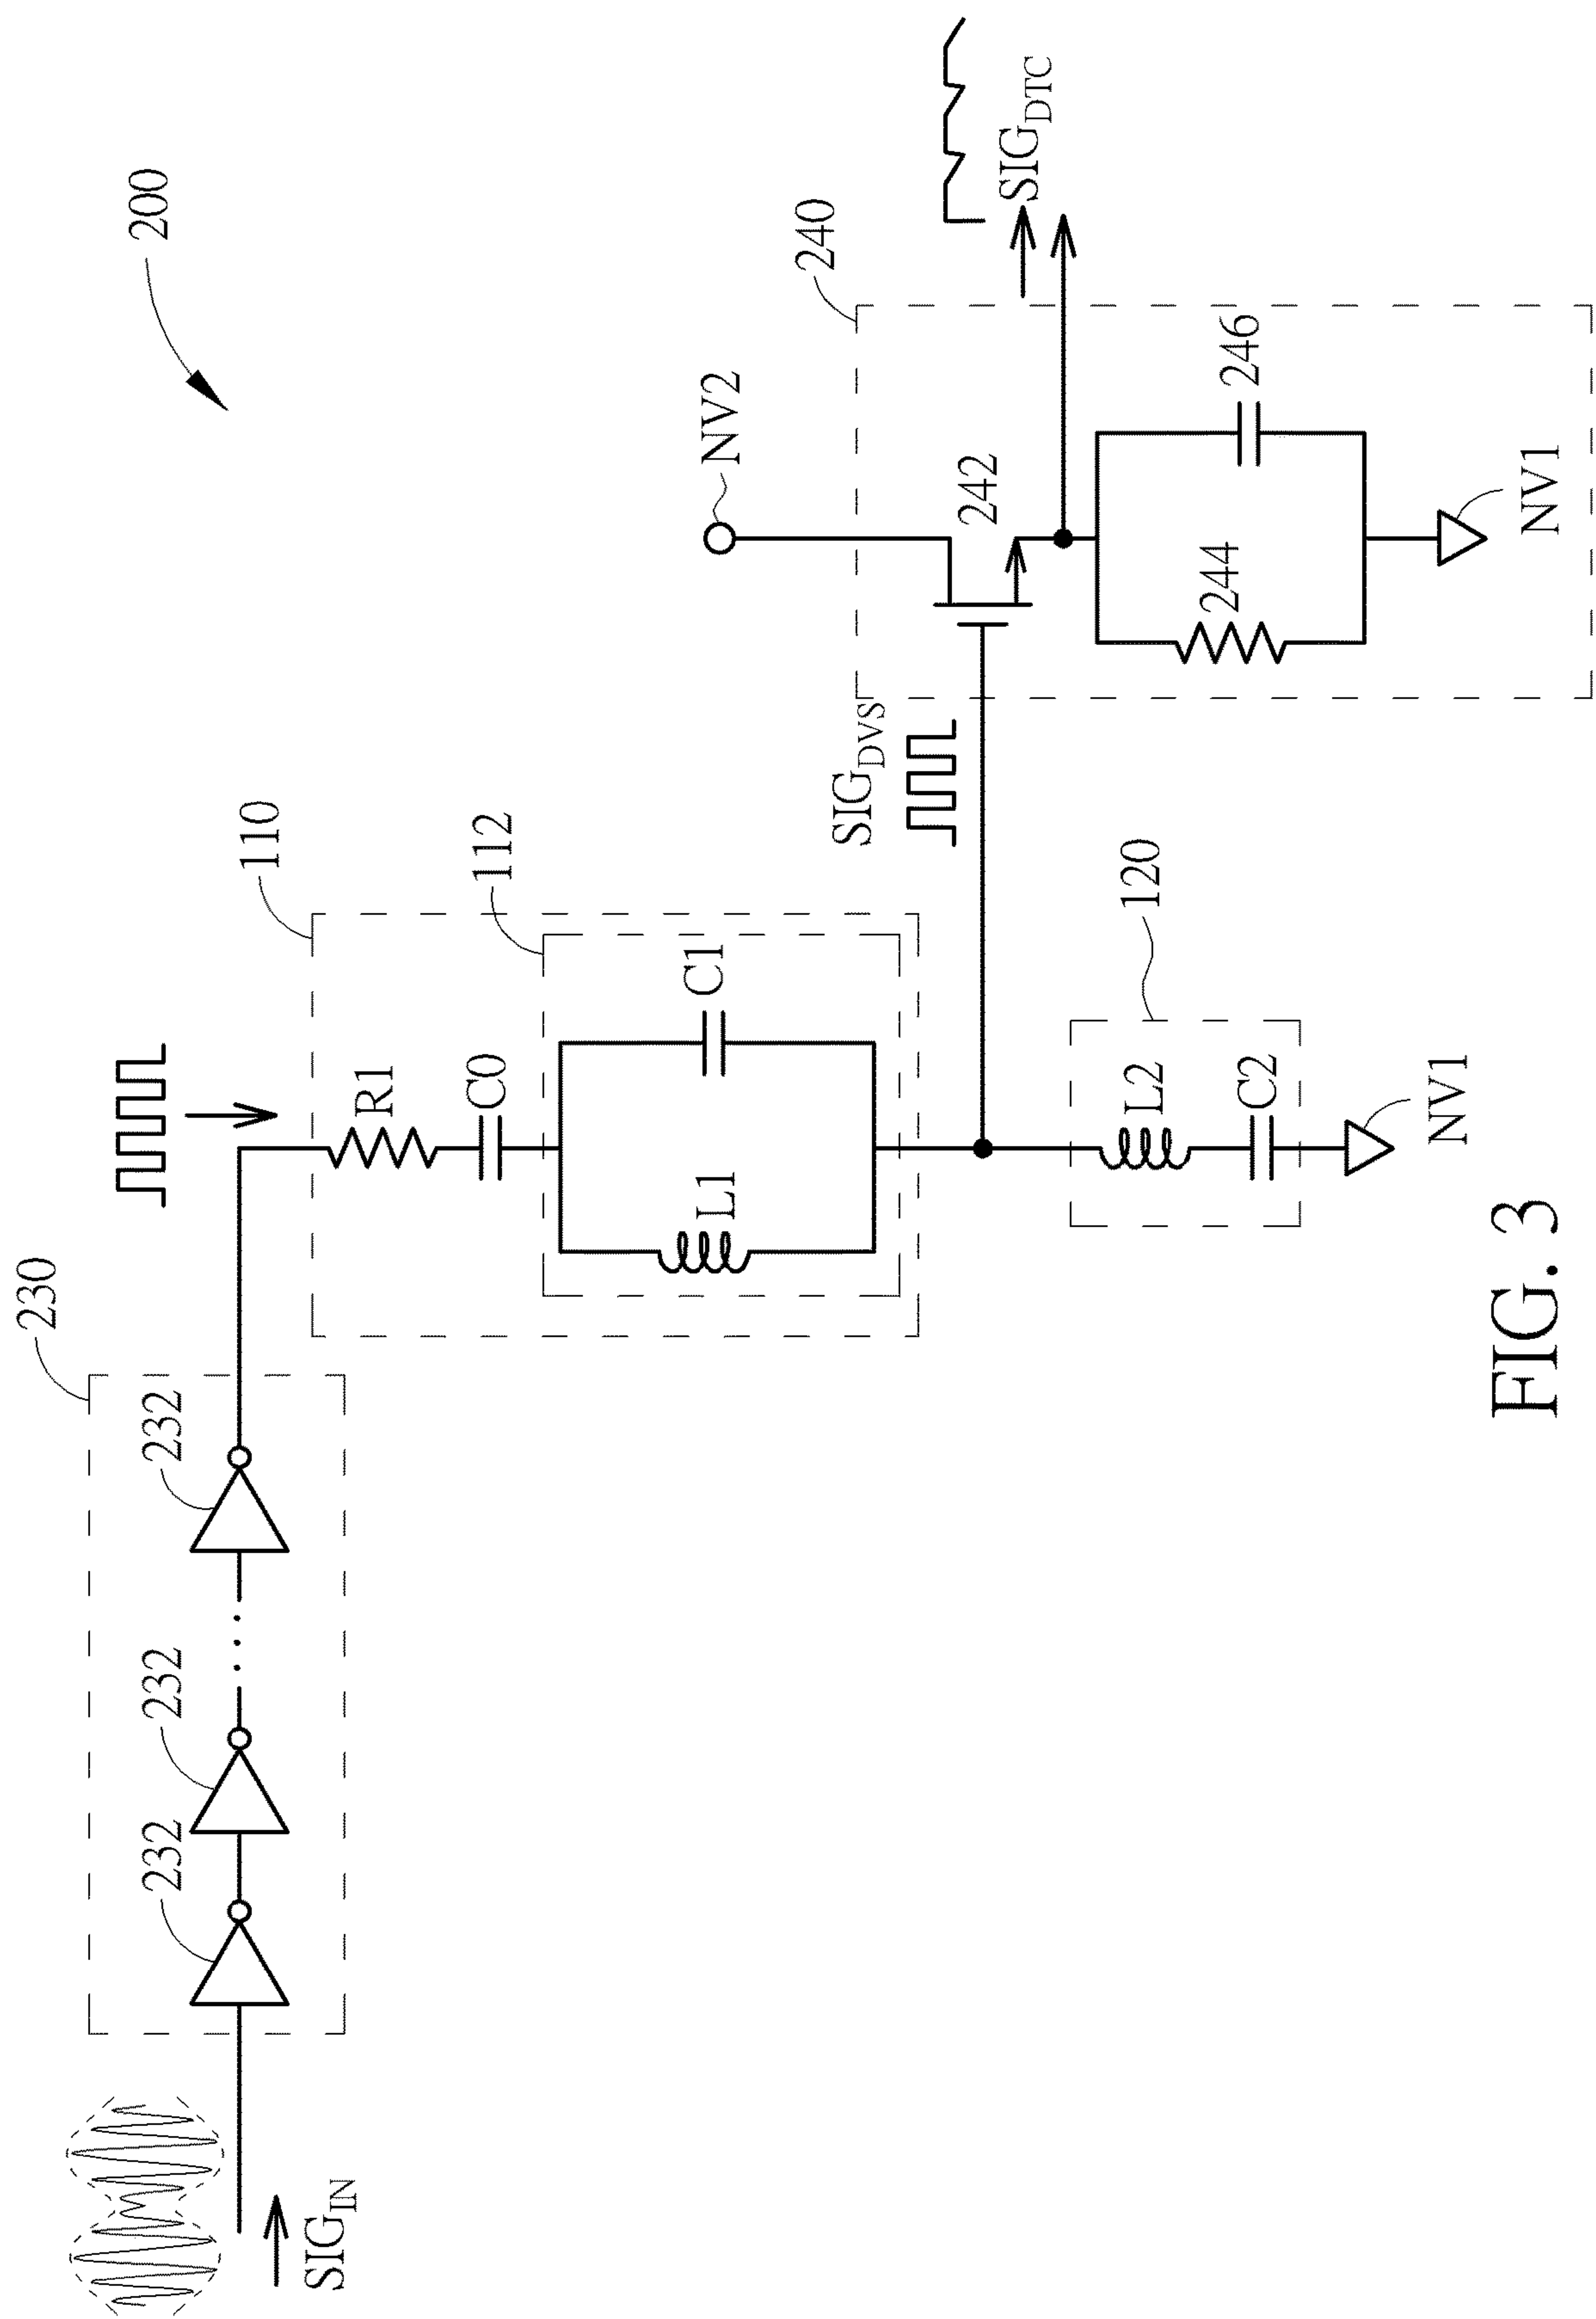 200
230
232
232
232
SIG_IN
110
R1
C0
112
L1
C1
SIG_DVS
120
L2
C2
NV1
NV2
240
242
244
246
NV1
SIG_DTC
FIG. 3